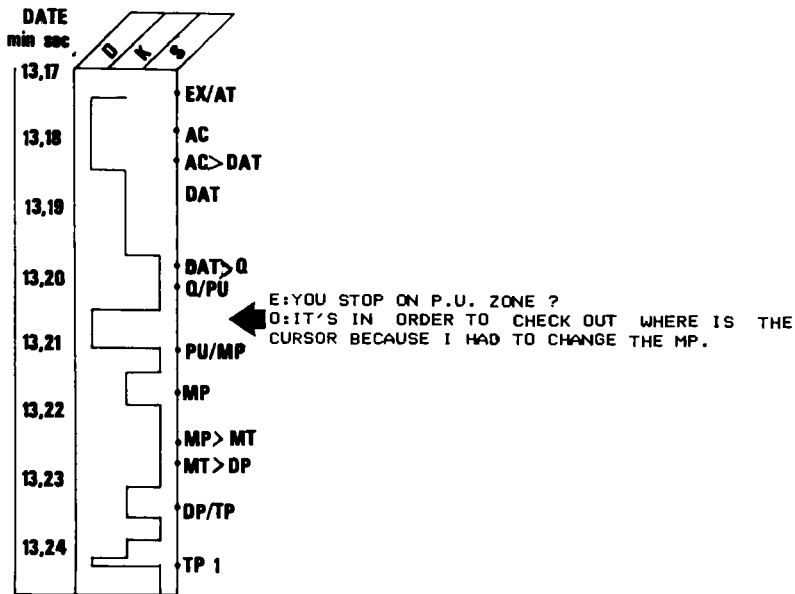 DATE
min sec
D K S
13,17
EX/AT
13,18
AC
AC>DAT
DAT
13,19
DAT>Q
13,20
Q/PU
E:YOU STOP ON P.U. ZONE ?
O:IT'S IN ORDER TO CHECK OUT WHERE IS THE
CURSOR BECAUSE I HAD TO CHANGE THE MP.
13,21
PU/MP
MP
13,22
MP>MT
MT>DP
13,23
DP/TP
13,24
TP 1